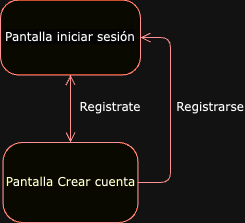 Pantalla iniciar sesión
Registrate
Registrarse
Pantalla Crear cuenta